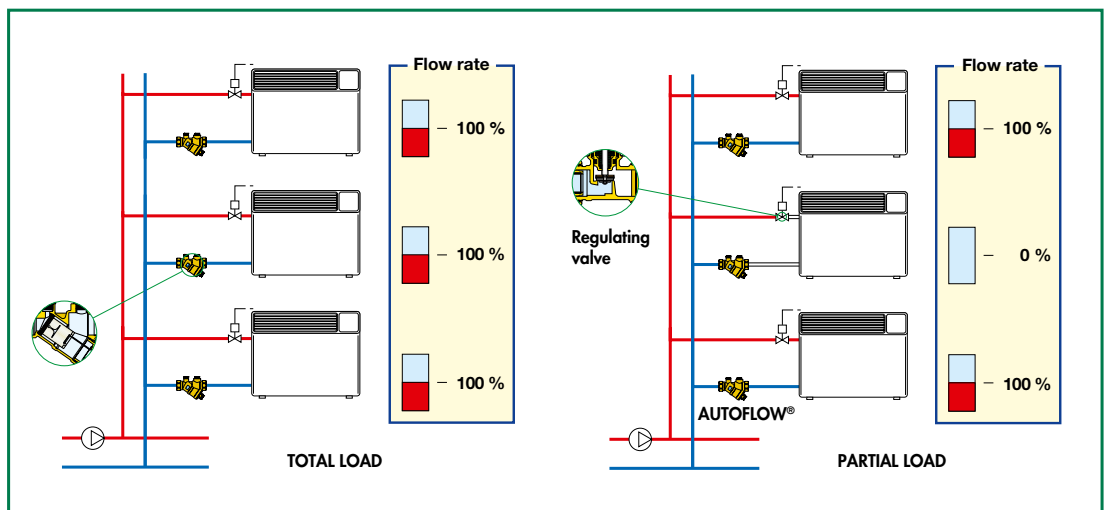 Flow rate
100 %
100 %
100 %
TOTAL LOAD
Flow rate
100 %
Regulating
valve
0 %
100 %
AUTOFLOW®
PARTIAL LOAD